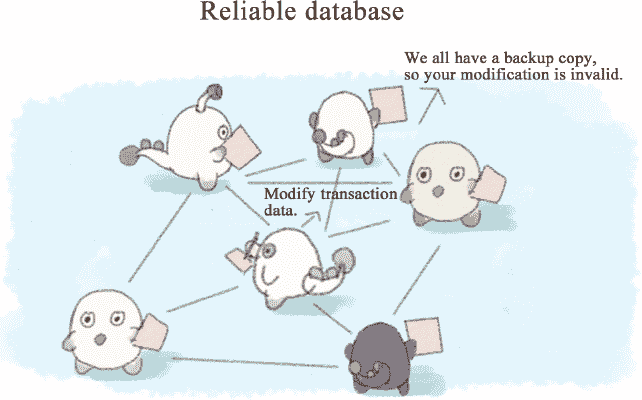 Reliable database
We all have a backup copy,
so your modification is invalid.
Modify transaction
data.